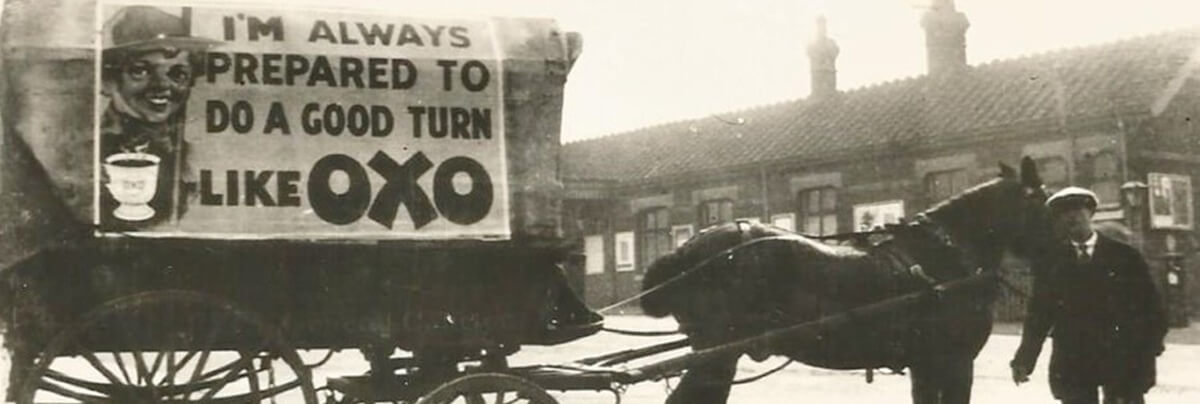 I'M ALWAYS
PREPARED TO
DO A GOOD TURN
LIKE OXO